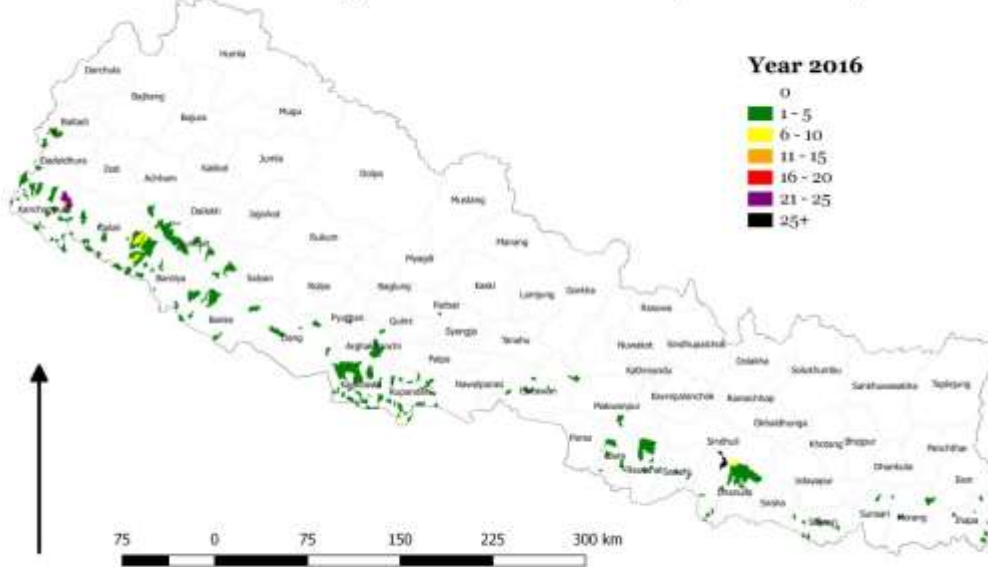 Humla
Darchula
Year 2016
0
Bajhang
1 - 5
Mugu
Bajura
Baitadi
6 - 10
11 - 15
Dadeldhura
Doti
Kalikot
Jumla
16 - 20
Achham
Dolpa
21 - 25
Mustang
25+
Dailekh
Jajarkot
Kailali
Rukum
Manang
Myagdi
Bardiya
Salyan
Rolpa
Baglung
Kaski
Lamjung
Gorkha
Parbat
Rasuwa
Banke
Pyuthan
Gulmi
Syangja
Tanahu
Dang
Nuwakot
Sindhupalchok
Palpa
Dolakha
Solukhumbu
Kathmandu
Sankhuwasabha
Taplejung
Nawalparasi
Kavrepalanchok
Ramechhap
Makwanpur
Okhaldhunga
Parsa
Sindhuli
Khotang
Bhojpur
Panchthar
Dhankuta
Ilam
Udayapur
Dhanusa
Siraha
Sunsari
Morang
Jhapa
75
0
75
150
225
300 km